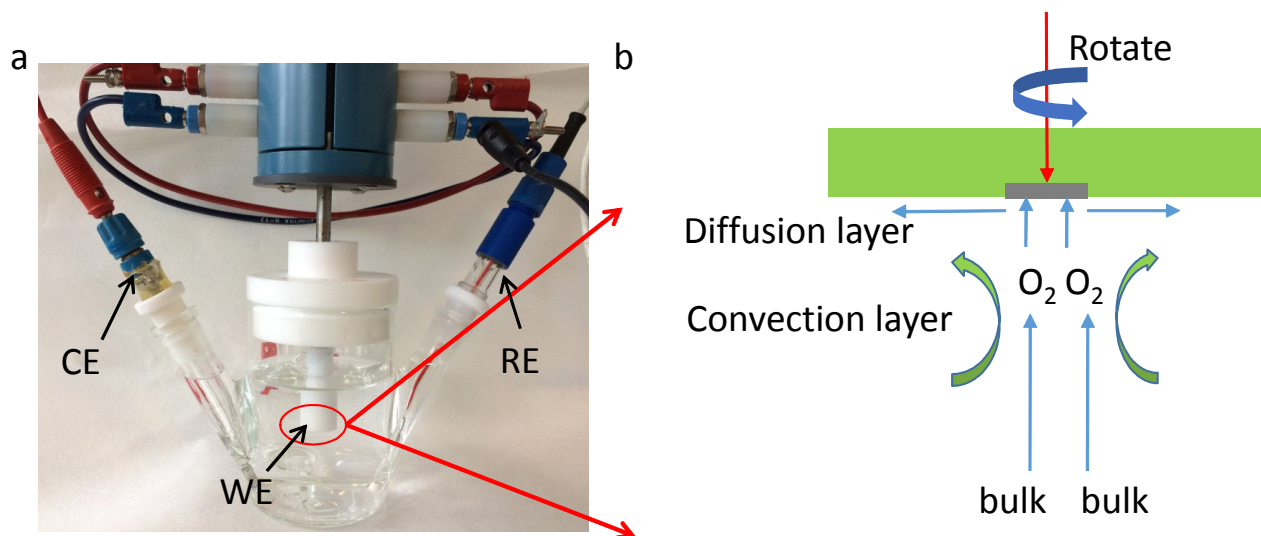 a
CE
RE
WE
b
Rotate
Diffusion layer
O2 O2
Convection layer
bulk bulk